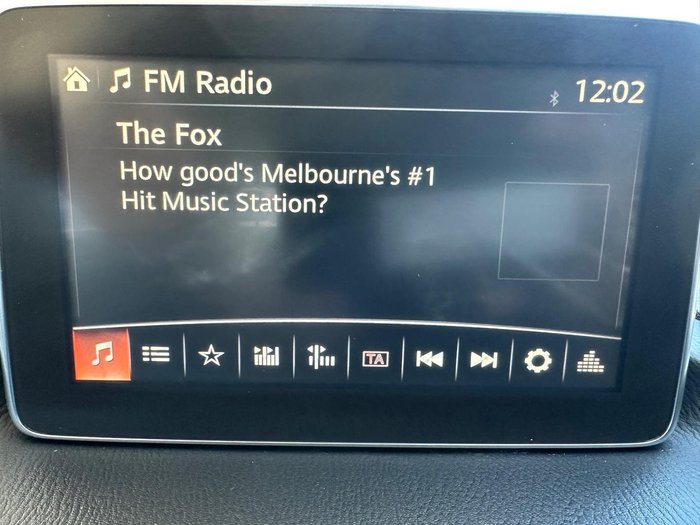 FM Radio
12:02
The Fox
How good's Melbourne's #1
Hit Music Station?
TA